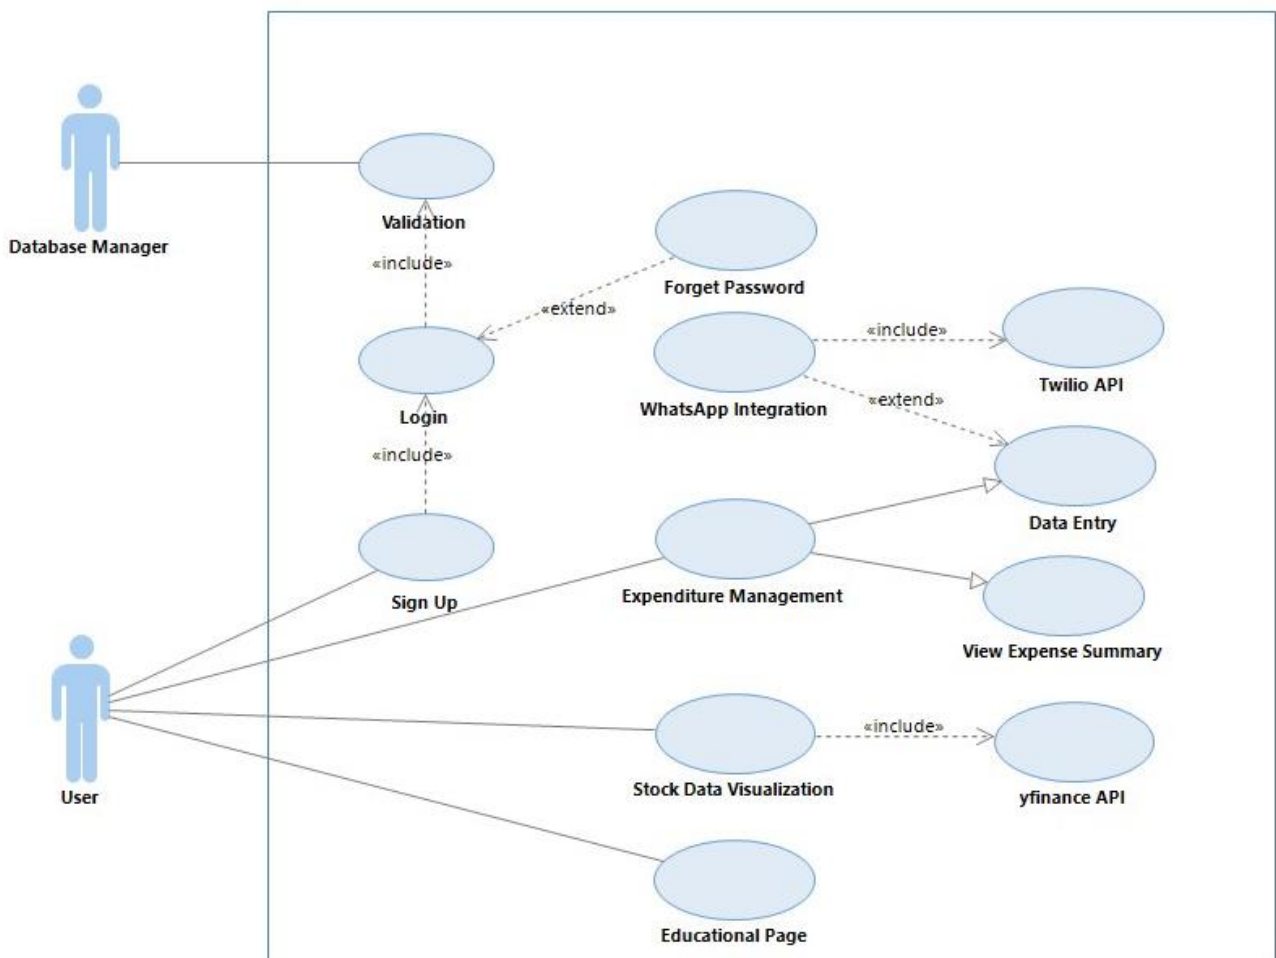 Database Manager
Validation
«include»
Forget Password
«extend»
«include»
Twilio API
Login
WhatsApp Integration
«extend»
«include»
Data Entry
Sign Up
Expenditure Management
View Expense Summary
«include»
User
Stock Data Visualization
yfinance API
Educational Page